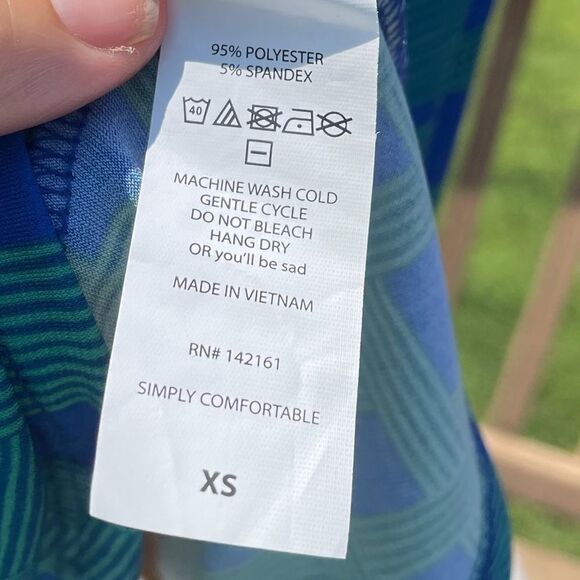 95% POLYESTER
5% SPANDEX
40
MACHINE WASH COLD
GENTLE CYCLE
DO NOT BLEACH
HANG DRY
OR you'll be sad
MADE IN VIETNAM
RN# 142161
SIMPLY COMFORTABLE
XS